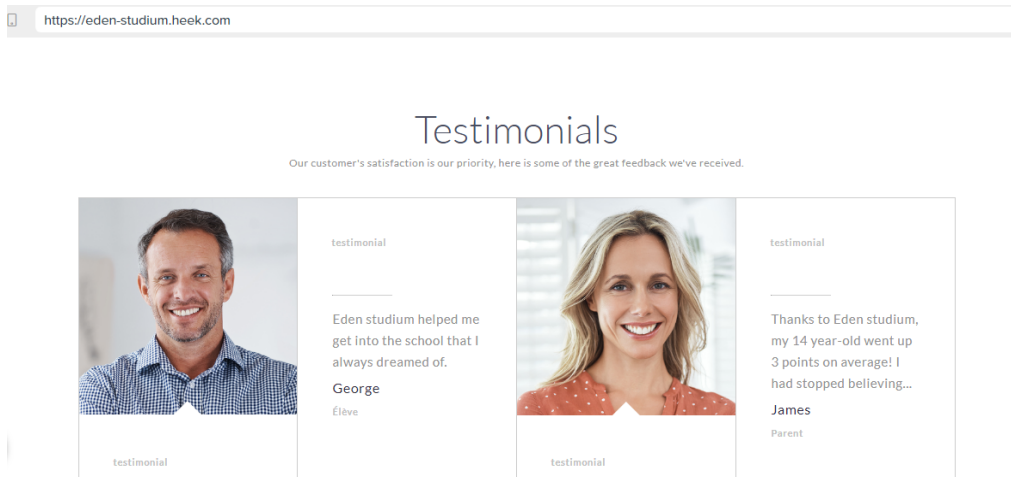 https://eden-studium.heek.com
Testimonials
Our customer's satisfaction is our priority, here is some of the great feedback we've received.
testimonial
Eden studium helped me
get into the school that I
always dreamed of.
George
Élève
testimonial
Thanks to Eden studium,
my 14 year-old went up
3 points on average! I
had stopped believing...
James
Parent
testimonial
testimonial